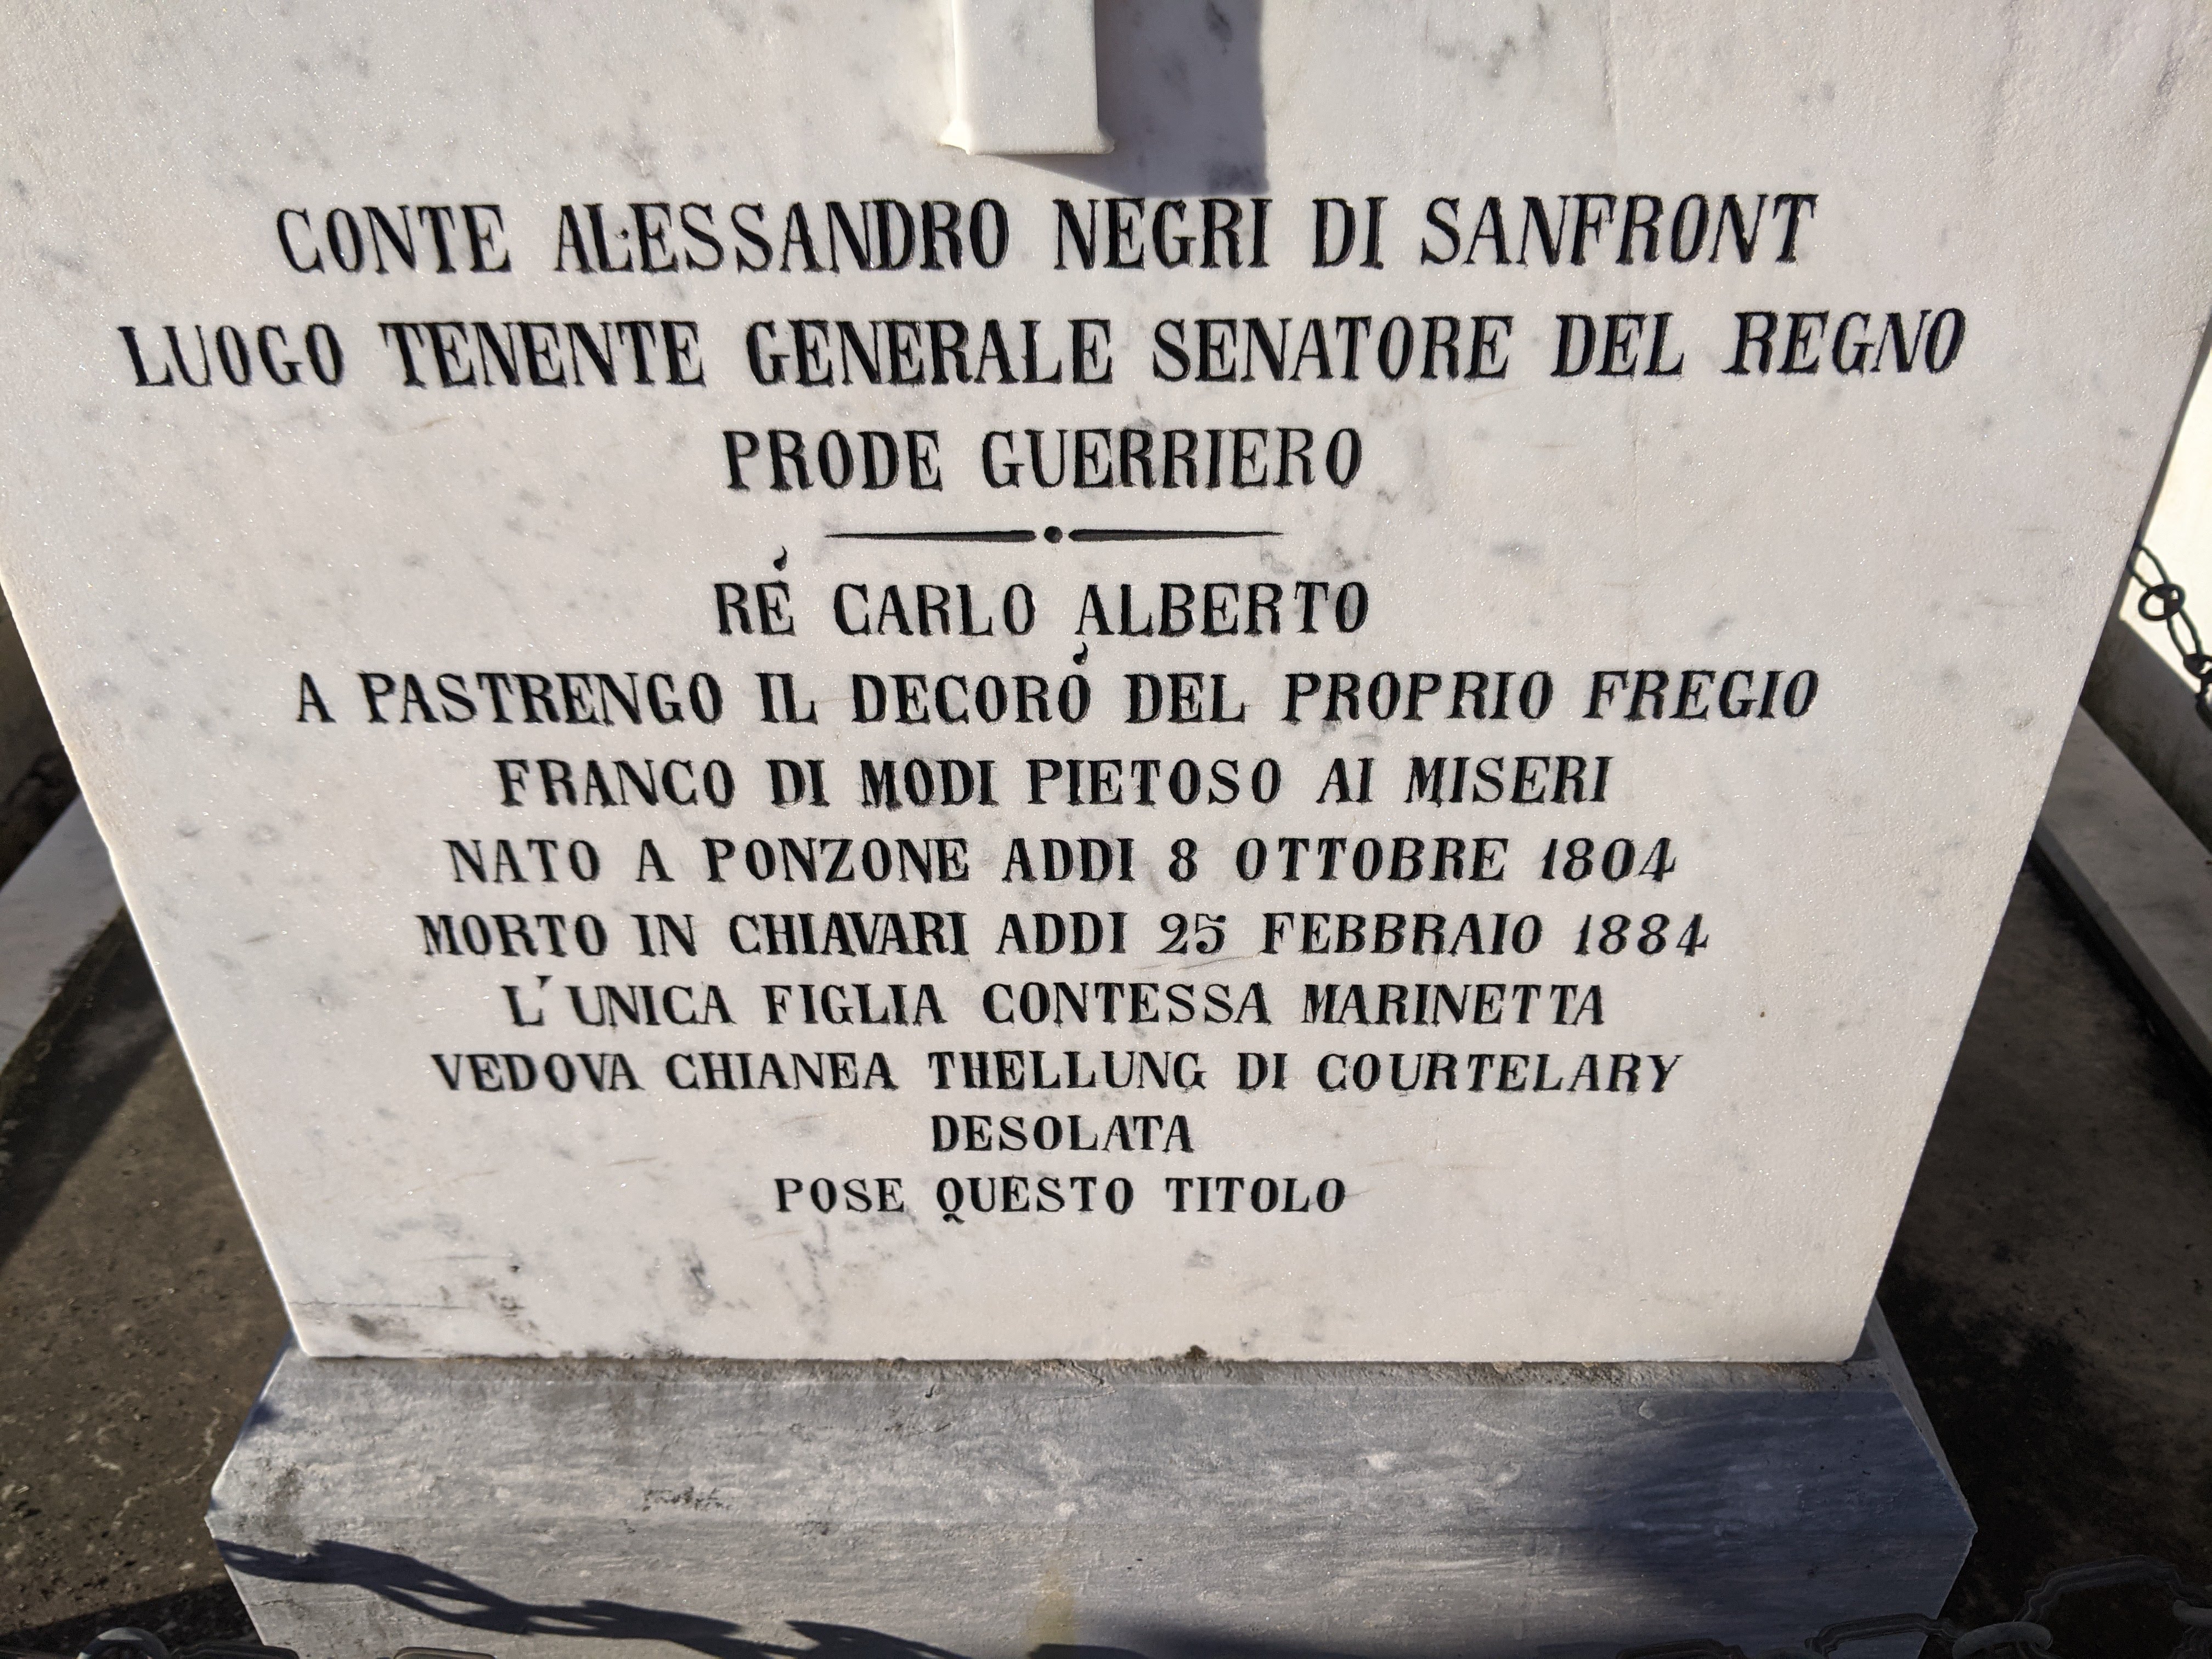 CONTE ALESSANDRO NEGRI DI SANFRONT
LUOGO TENENTE GENERALE SENATORE DEL REGNO
PRODE GUERRIERO
RÉ CARLO ALBERTO
A PASTRENGO IL DECORÓ DEL PROPRIO FREGIO
FRANCO DI MODI PIETOSO AI MISERI
NATO A PONZONE ADDI 8 OTTOBRE 1804
MORTO IN CHIAVARI ADDI 25 FEBBRAIO 1884
L'UNICA FIGLIA CONTESSA MARINETTA
VEDOVA CHIANEA THELLUNG DI COURTELARY
DESOLATA
POSE QUESTO TITOLO